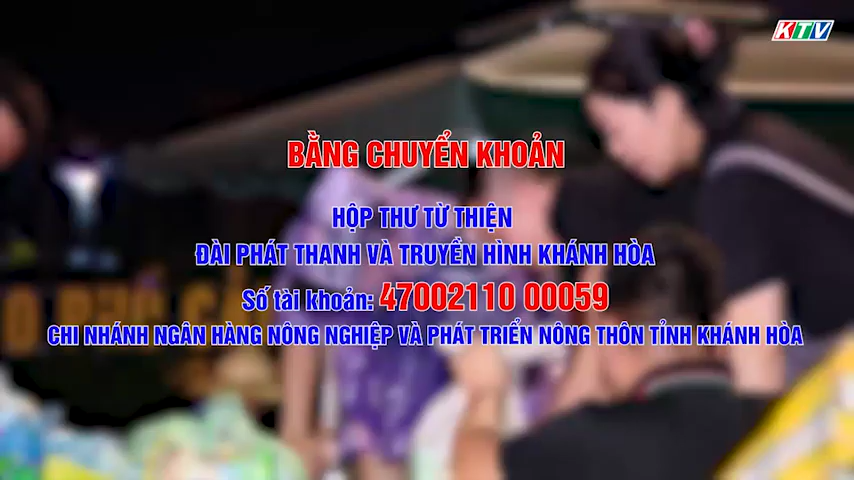 KTV
BẰNG CHUYỂN KHOẢN
HỘP THƯ TỪ THIỆN
ĐÀI PHÁT THANH VÀ TRUYỀN HÌNH KHÁNH HÒA
Số tài khoản: 47002110 00059
CHI NHÁNH NGÂN HÀNG NÔNG NGHIỆP VÀ PHÁT TRIỂN NÔNG THÔN TỈNH KHÁNH HÒA